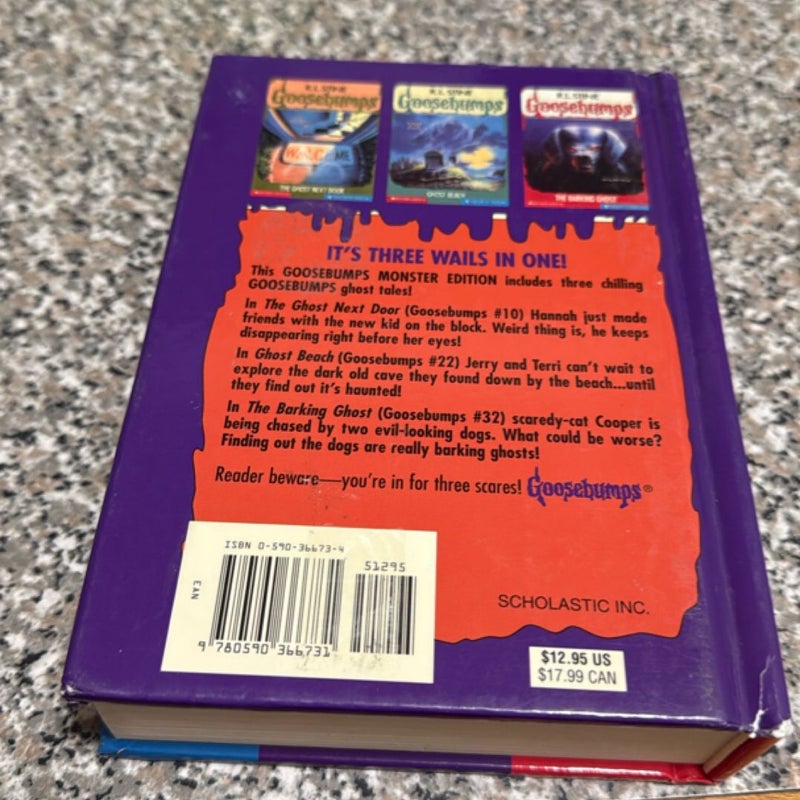 R.L. STINE
Goosebumps
THE GHOST NEXT DOOR
R.L. STINE
Goosebumps
GHOST BEACH
R.L. STINE
Goosebumps
THE BARKING GHOST
IT'S THREE WAILS IN ONE!
This GOOSEBUMPS MONSTER EDITION includes three chilling
GOOSEBUMPS ghost tales!
In The Ghost Next Door (Goosebumps #10) Hannah just made
friends with the new kid on the block. Weird thing is, he keeps
disappearing right before her eyes!
In Ghost Beach (Goosebumps #22) Jerry and Terri can't wait to
explore the dark old cave they found down by the beach...until
they find out it's haunted!
In The Barking Ghost (Goosebumps #32) scaredy-cat Cooper is
being chased by two evil-looking dogs. What could be worse?
Finding out the dogs are really barking ghosts!
Reader beware—you're in for three scares! Goosebumps®
ISBN 0-590-36673-4
51295
EAN
9 780590 366731
SCHOLASTIC INC.
$12.95 US
$17.99 CAN